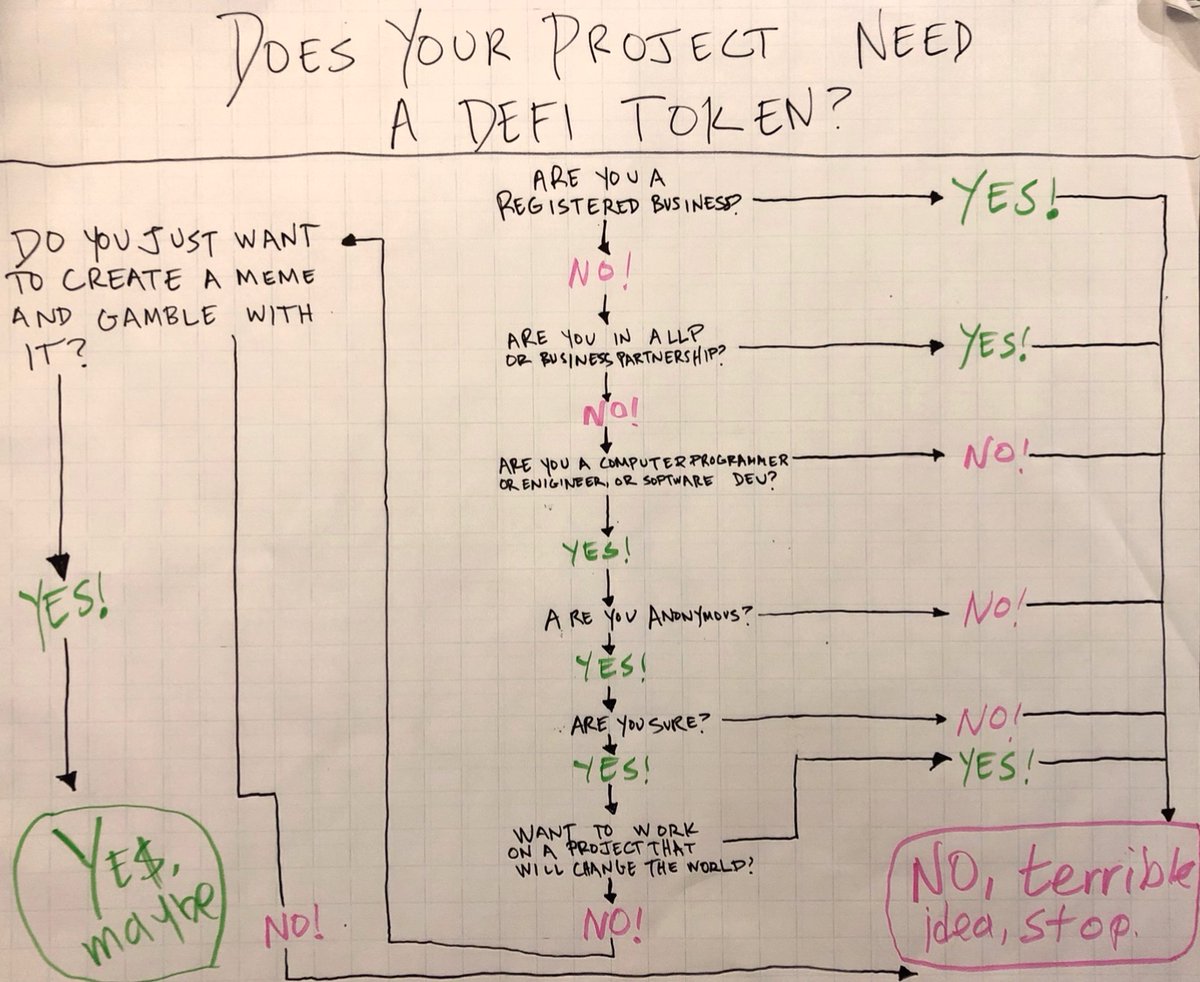 DOES YOUR PROJECT NEED
A DEFI TOKEN?
ARE YOU A
REGISTERED BUSINESS?
YES!
NO!
ARE YOU IN A LLP
OR BUSINESS PARTNERSHIP?
YES!
NO!
ARE YOU A COMPUTER PROGRAMMER
OR ENIGINEER, OR SOFTWARE DEV?
NO!
YES!
ARE YOU ANONYMOUS?
NO!
YES!
ARE YOU SURE?
NO!
YES!
WANT TO WORK
ON A PROJECT THAT
WILL CHANGE THE WORLD?
YES!
NO!
DO YOU JUST WANT
TO CREATE A MEME
AND GAMBLE WITH
IT?
YES!
NO!
YE$,
maybe
NO, terrible
idea, stop.